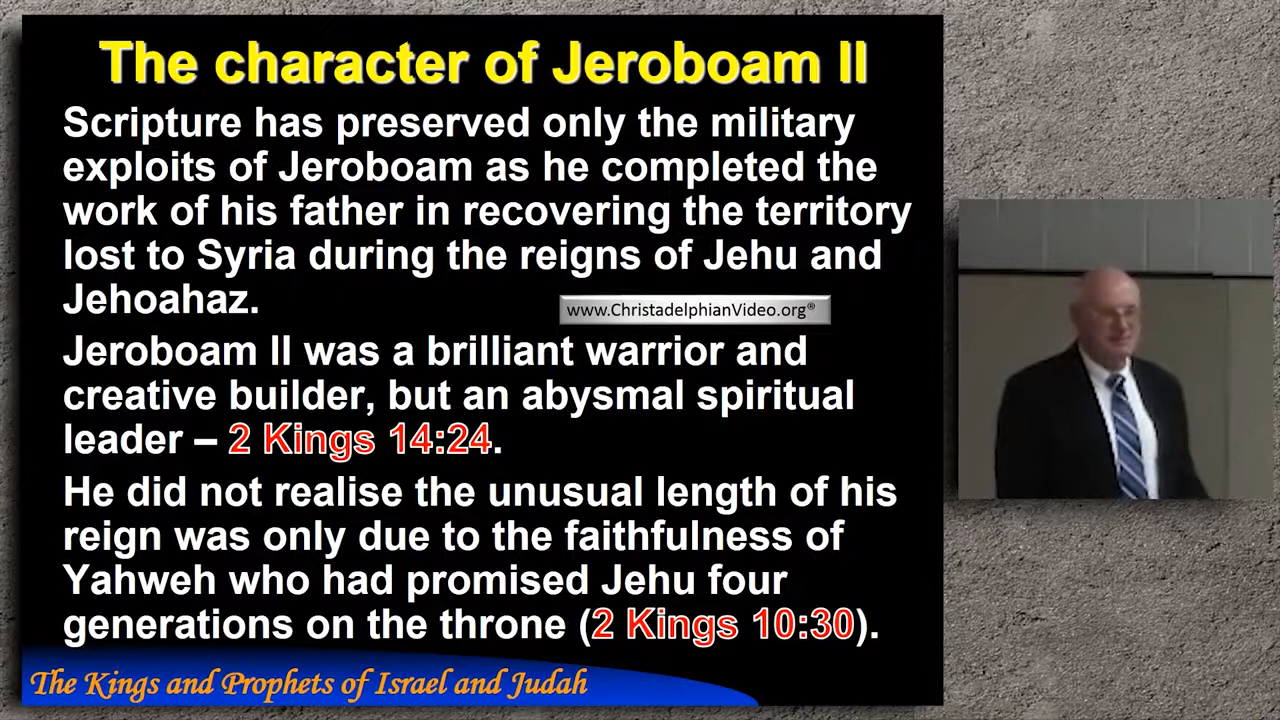 The character of Jeroboam II
Scripture has preserved only the military
exploits of Jeroboam as he completed the
work of his father in recovering the territory
lost to Syria during the reigns of Jehu and
Jehoahaz.
www.ChristadelphianVideo.org®
Jeroboam II was a brilliant warrior and
creative builder, but an abysmal spiritual
leader – 2 Kings 14:24.
He did not realise the unusual length of his
reign was only due to the faithfulness of
Yahweh who had promised Jehu four
generations on the throne (2 Kings 10:30).
The Kings and Prophets of Israel and Judah